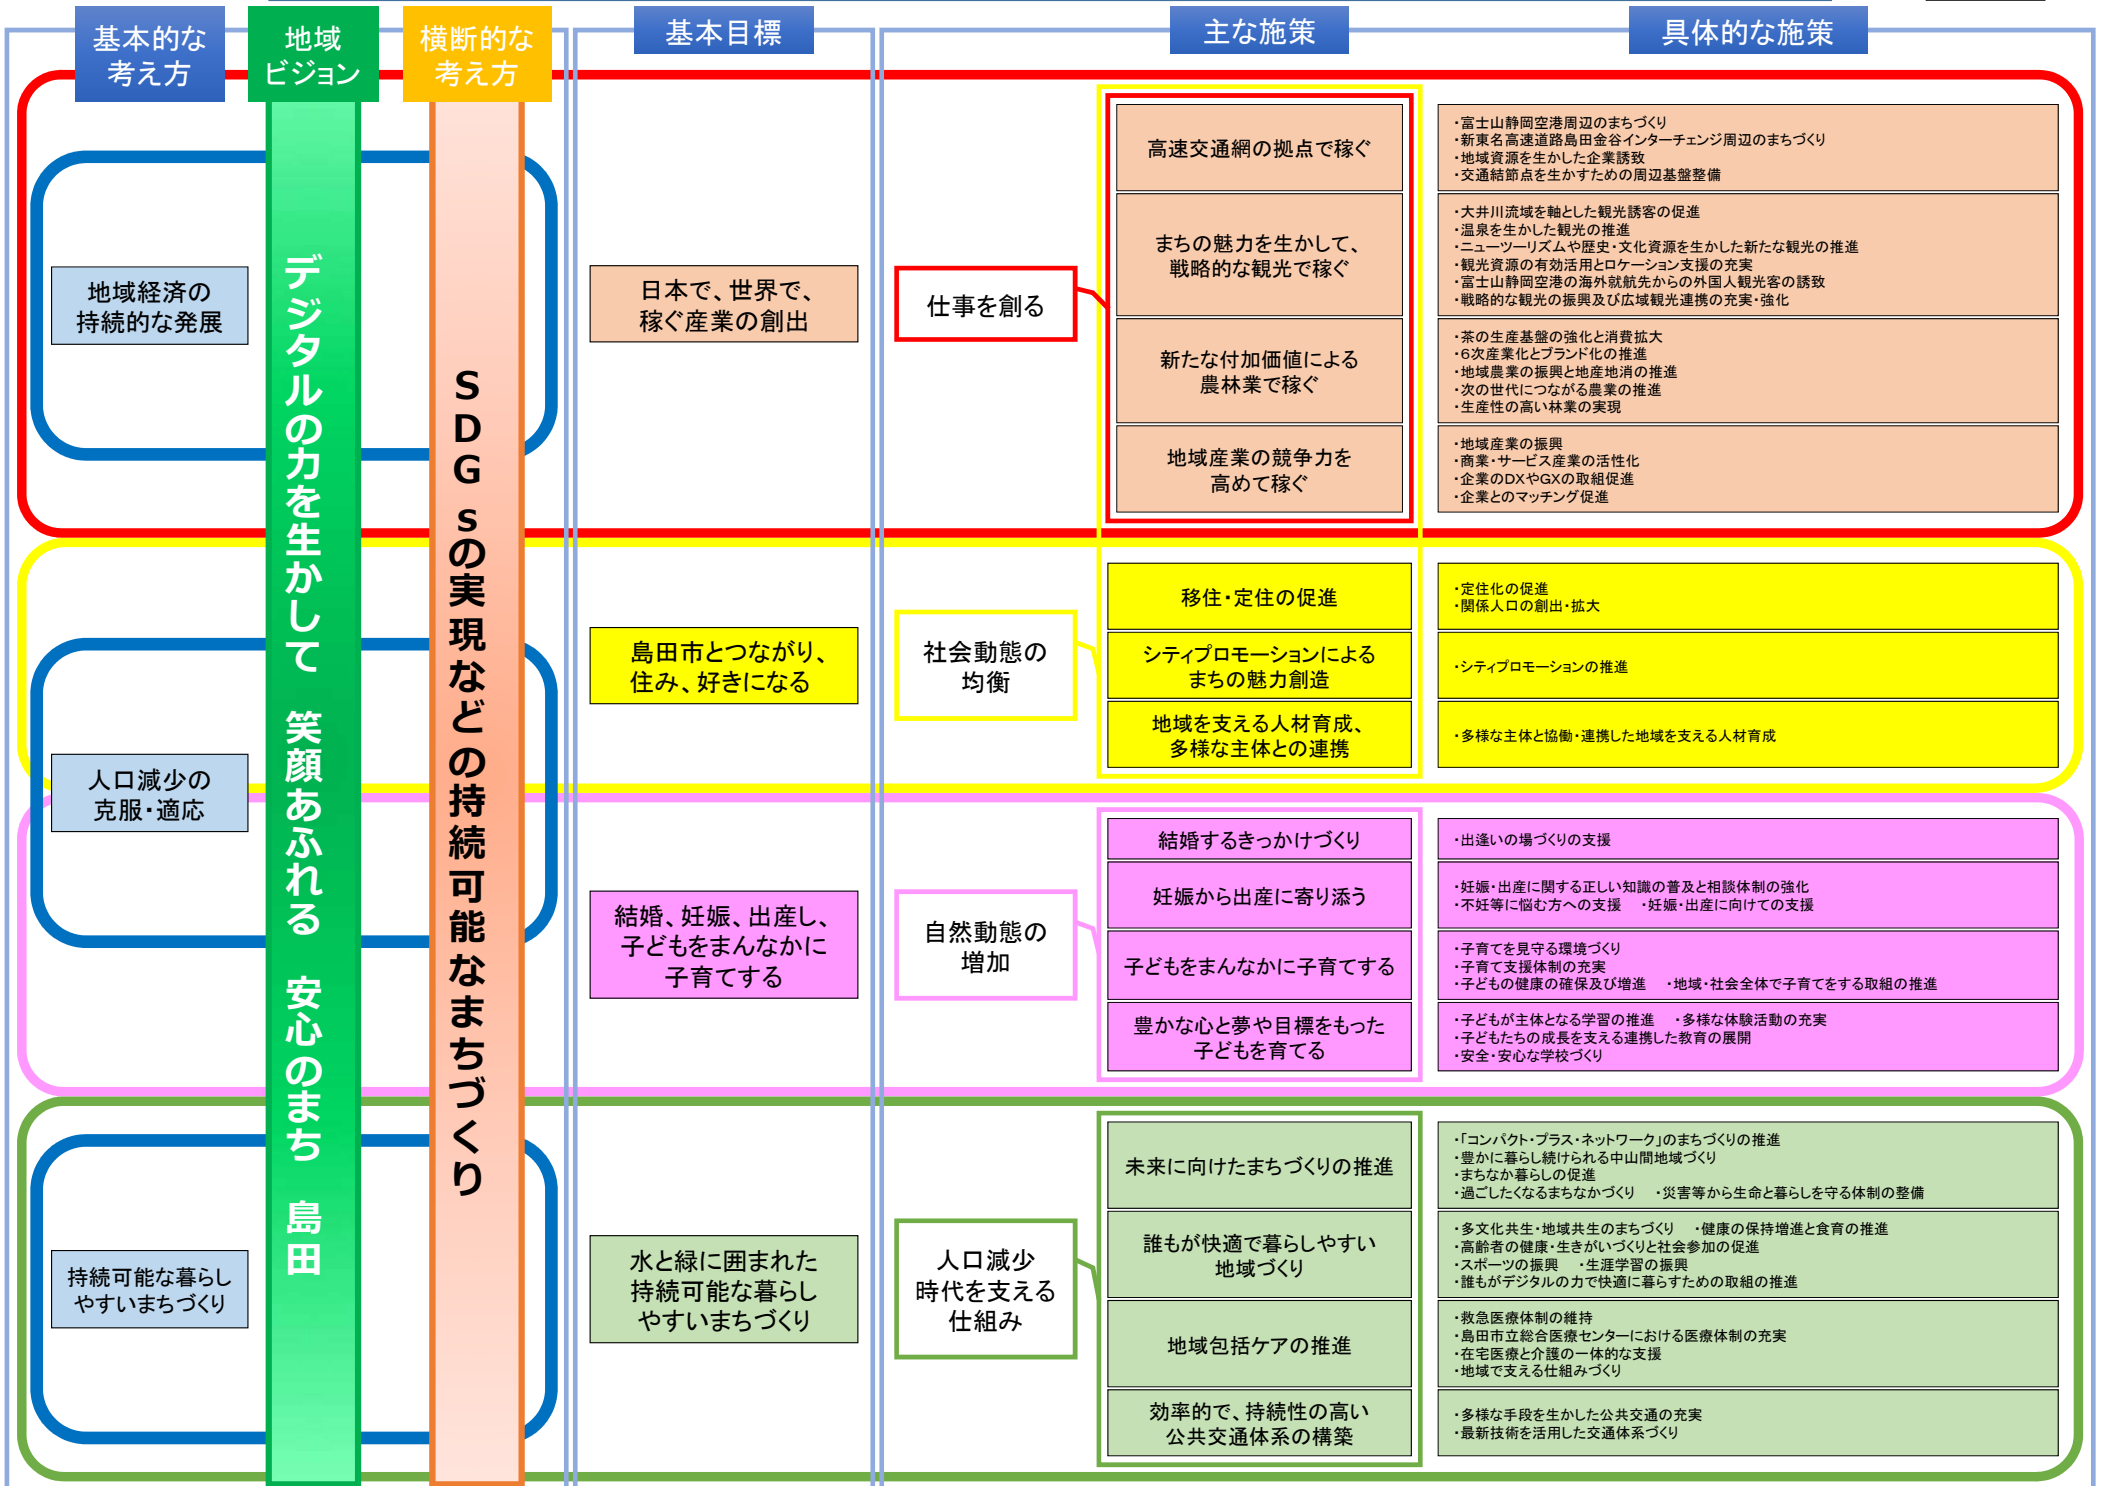 基本的な
考え方
地域
ビジョン
横断的な
考え方
基本目標
主な施策
具体的な施策
デジタルの力を生かして 笑顔あふれる 安心のまち 島田
SDGsの実現などの持続可能なまちづくり
地域経済の
持続的な発展
日本で、世界で、
稼ぐ産業の創出
仕事を創る
高速交通網の拠点で稼ぐ
・富士山静岡空港周辺のまちづくり
・新東名高速道路島田金谷インターチェンジ周辺のまちづくり
・地域資源を生かした企業誘致
・交通結節点を生かすための周辺基盤整備
まちの魅力を生かして、
戦略的な観光で稼ぐ
・大井川流域を軸とした観光誘客の促進
・温泉を生かした観光の推進
・ニューツーリズムや歴史・文化資源を生かした新たな観光の推進
・観光資源の有効活用とロケーション支援の充実
・富士山静岡空港の海外就航先からの外国人観光客の誘致
・戦略的な観光の振興及び広域観光連携の充実・強化
新たな付加価値による
農林業で稼ぐ
・茶の生産基盤の強化と消費拡大
・6次産業化とブランド化の推進
・地域農業の振興と地産地消の推進
・次の世代につながる農業の推進
・生産性の高い林業の実現
地域産業の競争力を
高めて稼ぐ
・地域産業の振興
・商業・サービス産業の活性化
・企業のDXやGXの取組促進
・企業とのマッチング促進
人口減少の
克服・適応
島田市とつながり、
住み、好きになる
社会動態の
均衡
移住・定住の促進
・定住化の促進
・関係人口の創出・拡大
シティプロモーションによる
まちの魅力創造
・シティプロモーションの推進
地域を支える人材育成、
多様な主体との連携
・多様な主体と協働・連携した地域を支える人材育成
結婚、妊娠、出産し、
子どもをまんなかに
子育てする
自然動態の
増加
結婚するきっかけづくり
・出逢いの場づくりの支援
妊娠から出産に寄り添う
・妊娠・出産に関する正しい知識の普及と相談体制の強化
・不妊等に悩む方への支援 ・妊娠・出産に向けての支援
子どもをまんなかに子育てする
・子育てを見守る環境づくり
・子育て支援体制の充実
・子どもの健康の確保及び増進 ・地域・社会全体で子育てをする取組の推進
豊かな心と夢や目標をもった
子どもを育てる
・子どもが主体となる学習の推進 ・多様な体験活動の充実
・子どもたちの成長を支える連携した教育の展開
・安全・安心な学校づくり
持続可能な暮らし
やすいまちづくり
水と緑に囲まれた
持続可能な暮らし
やすいまちづくり
人口減少
時代を支える
仕組み
未来に向けたまちづくりの推進
・「コンパクト・プラス・ネットワーク」のまちづくりの推進
・豊かに暮らし続けられる中山間地域づくり
・まちなか暮らしの促進
・過ごしたくなるまちなかづくり ・災害等から生命と暮らしを守る体制の整備
誰もが快適で暮らしやすい
地域づくり
・多文化共生・地域共生のまちづくり ・健康の保持増進と食育の推進
・高齢者の健康・生きがいづくりと社会参加の促進
・スポーツの振興 ・生涯学習の振興
・誰もがデジタルの力で快適に暮らすための取組の推進
地域包括ケアの推進
・救急医療体制の維持
・島田市立総合医療センターにおける医療体制の充実
・在宅医療と介護の一体的な支援
・地域で支える仕組みづくり
効率的で、持続性の高い
公共交通体系の構築
・多様な手段を生かした公共交通の充実
・最新技術を活用した交通体系づくり